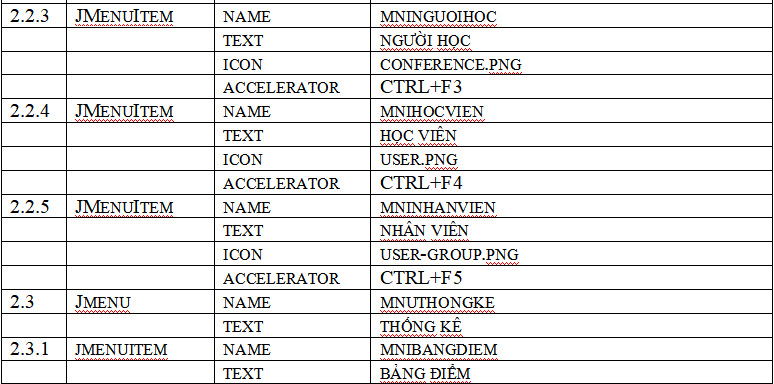 2.2.3 JMENUITEM NAME MNINGUOIHOC
TEXT NGƯỜI HỌC
ICON CONFERENCE.PNG
ACCELERATOR CTRL+F3
2.2.4 JMENUITEM NAME MNIHOCVIEN
TEXT HỌC VIÊN
ICON USER.PNG
ACCELERATOR CTRL+F4
2.2.5 JMENUITEM NAME MNINHANVIEN
TEXT NHÂN VIÊN
ICON USER-GROUP.PNG
ACCELERATOR CTRL+F5
2.3 JMENU NAME MNUTHONGKE
TEXT THỐNG KÊ
2.3.1 JMENUITEM NAME MNIBANGDIEM
TEXT BẢNG ĐIỂM